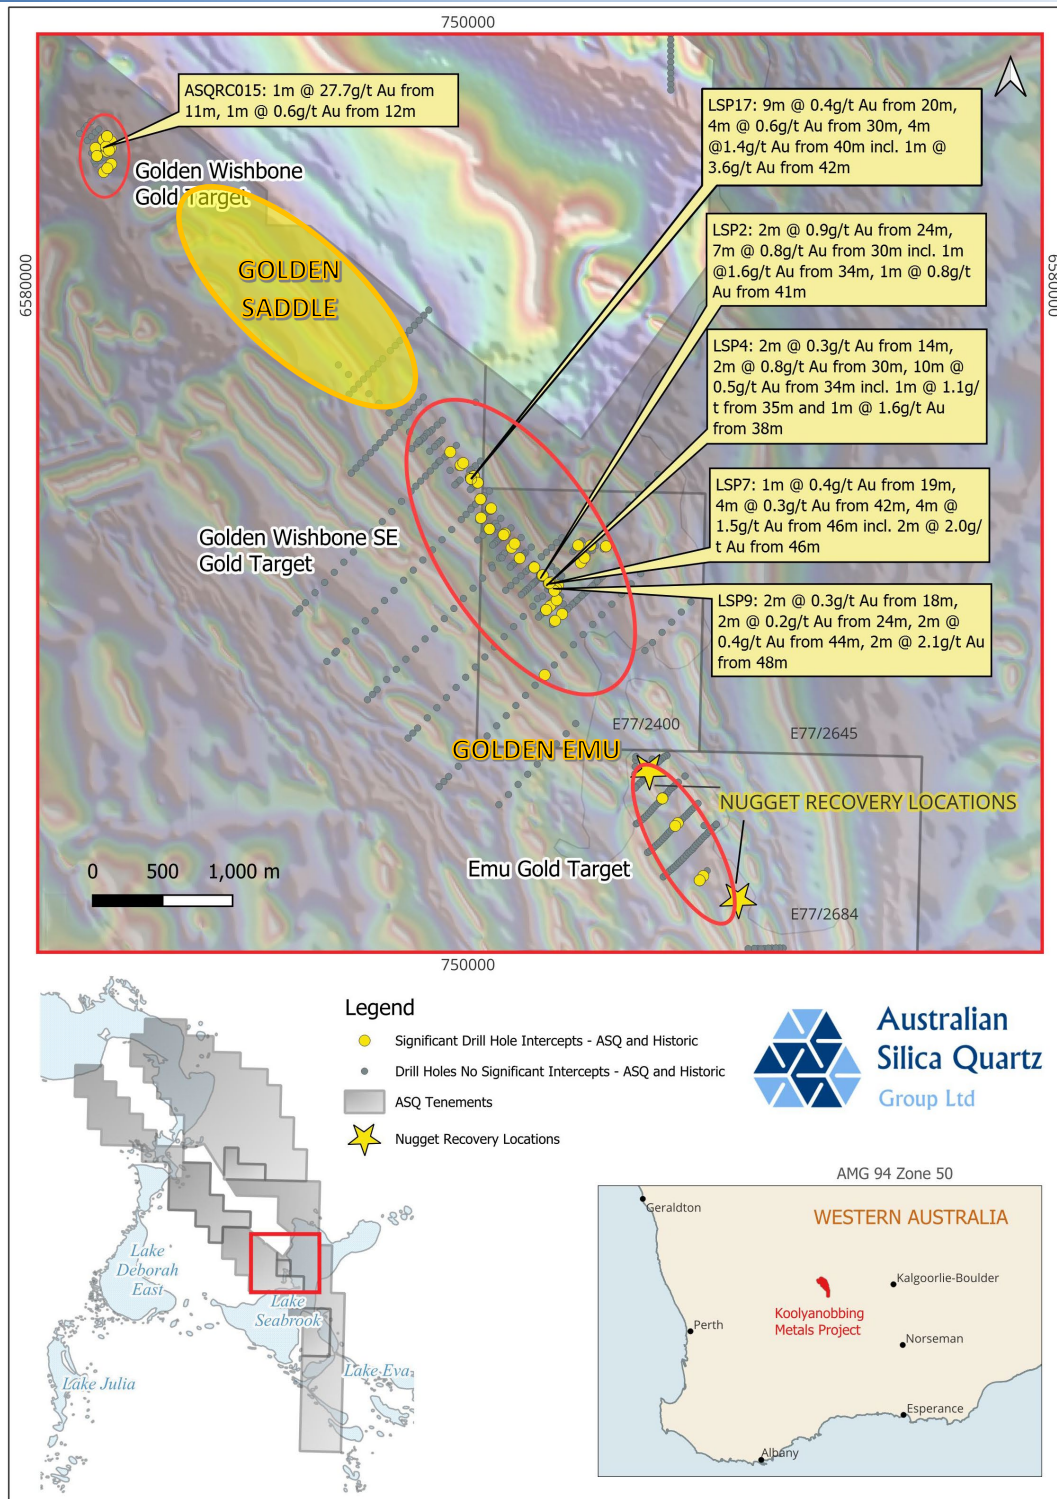 750000
ASQRC015: 1m @ 27.7g/t Au from
11m, 1m @ 0.6g/t Au from 12m
LSP17: 9m @ 0.4g/t Au from 20m,
4m @ 0.6g/t Au from 30m, 4m
@1.4g/t Au from 40m incl. 1m @
3.6g/t Au from 42m
Golden Wishbone
Gold Target
LSP2: 2m @ 0.9g/t Au from 24m,
7m @ 0.8g/t Au from 30m incl. 1m
@1.6g/t Au from 34m, 1m @ 0.8g/t
Au from 41m
GOLDEN
SADDLE
6580000
6580000
LSP4: 2m @ 0.3g/t Au from 14m,
2m @ 0.8g/t Au from 30m, 10m @
0.5g/t Au from 34m incl. 1m @ 1.1g/
t from 35m and 1m @ 1.6g/t Au
from 38m
LSP7: 1m @ 0.4g/t Au from 19m,
4m @ 0.3g/t Au from 42m, 4m @
1.5g/t Au from 46m incl. 2m @ 2.0g/
t Au from 46m
Golden Wishbone SE
Gold Target
LSP9: 2m @ 0.3g/t Au from 18m,
2m @ 0.2g/t Au from 24m, 2m @
0.4g/t Au from 44m, 2m @ 2.1g/t Au
from 48m
E77/2400
E77/2645
GOLDEN EMU
NUGGET RECOVERY LOCATIONS
Emu Gold Target
0 500 1,000 m
E77/2684
750000
Legend
Significant Drill Hole Intercepts - ASQ and Historic
Drill Holes No Significant Intercepts - ASQ and Historic
ASQ Tenements
Nugget Recovery Locations
Australian
Silica Quartz
Group Ltd
Lake
Deborah
East
Lake
Seabrook
Lake Julia
Lake Eva
AMG 94 Zone 50
Geraldton
WESTERN AUSTRALIA
Kalgoorlie-Boulder
Koolyanobbing
Metals Project
Perth
Norseman
Esperance
Albany